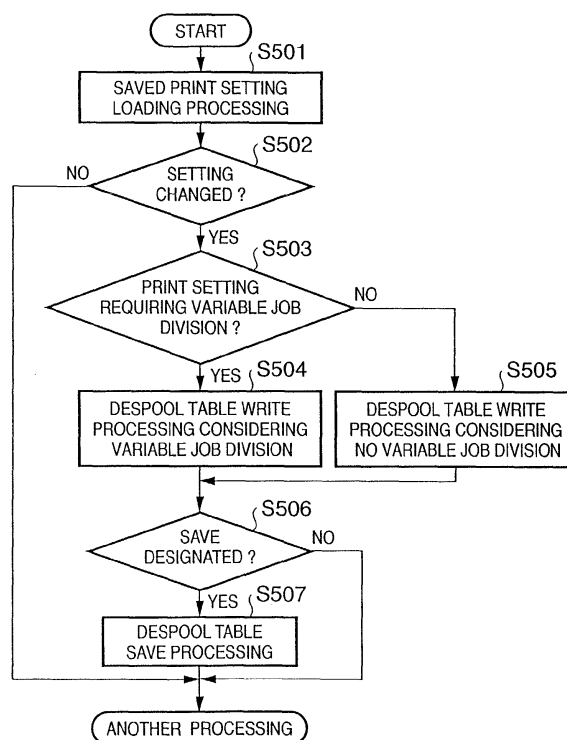 START
S501
SAVED PRINT SETTING
LOADING PROCESSING
S502
NO
SETTING
CHANGED ?
YES
S503
PRINT SETTING
REQUIRING VARIABLE JOB
DIVISION ?
NO
YES
S504
DESPOOL TABLE WRITE
PROCESSING CONSIDERING
VARIABLE JOB DIVISION
S505
DESPOOL TABLE WRITE
PROCESSING CONSIDERING
NO VARIABLE JOB DIVISION
S506
SAVE
DESIGNATED ?
NO
YES
S507
DESPOOL TABLE
SAVE PROCESSING
ANOTHER PROCESSING